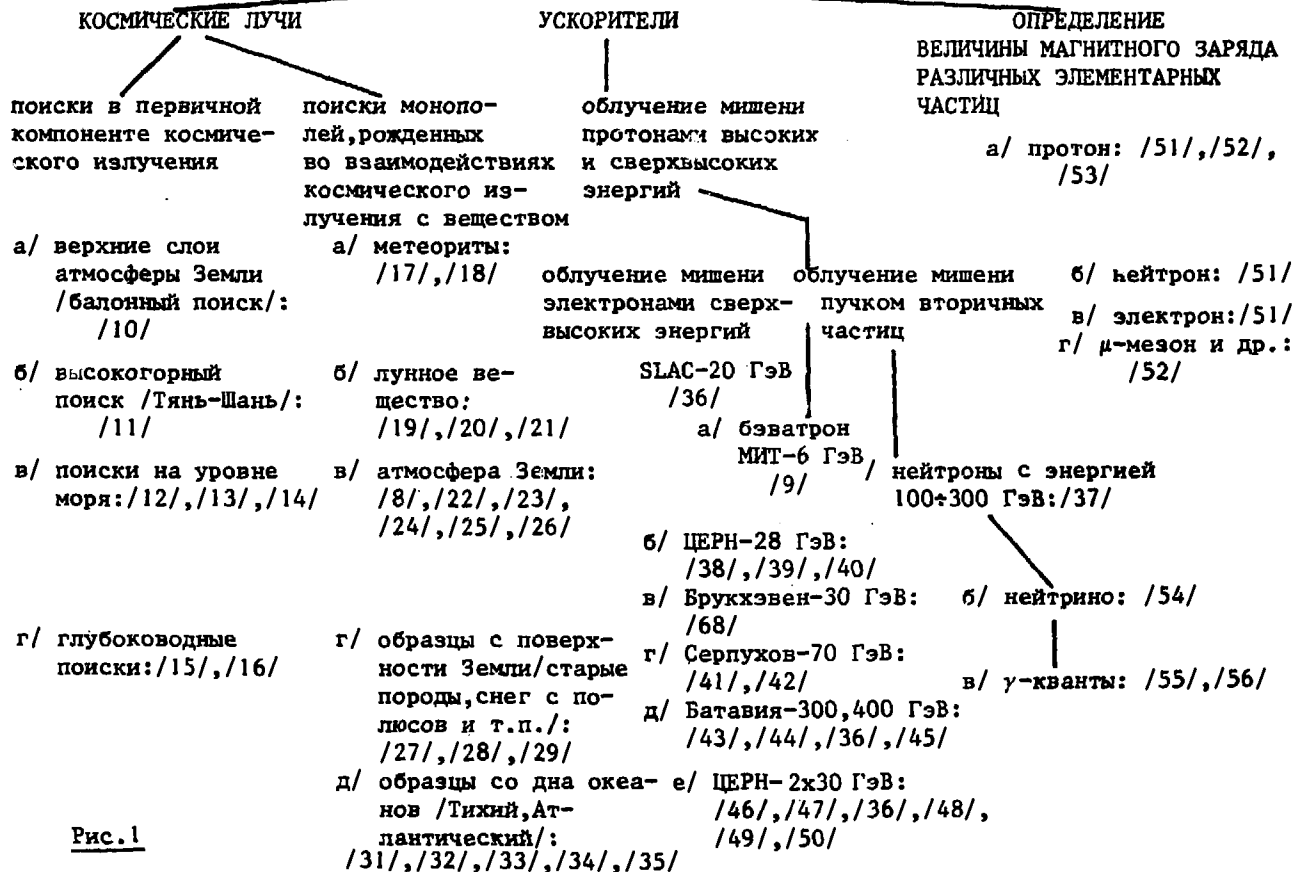 КОСМИЧЕСКИЕ ЛУЧИ
поиски в первичной
компоненте космиче-
ского излучения
а/ верхние слои
атмосферы Земли
/балонный поиск/:
/10/
б/ высокогорный
поиск /Тянь-Шань/:
/11/
в/ поиски на уровне
моря:/12/,/13/,/14/
г/ глубоководные
поиски:/15/,/16/
поиски монопо-
лей,рожденных
во взаимодействиях
космического из-
лучения с веществом
а/ метеориты:
/17/,/18/
б/ лунное ве-
щество:
/19/,/20/,/21/
в/ атмосфера Земли:
/8/,/22/,/23/,
/24/,/25/,/26/
г/ образцы с поверх-
ности Земли/старые
породы,снег с по-
люсов и т.п./:
/27/,/28/,/29/
д/ образцы со дна океа-
нов /Тихий,Ат-
лантический/:
/31/,/32/,/33/,/34/,/35/
УСКОРИТЕЛИ
облучение мишени
протонами высоких
и сверхвысоких
энергий
облучение мишени
электронами сверх-
высоких энергий
SLAC-20 ГэВ
/36/
а/ бэватрон
МИТ-6 ГэВ
/9/
б/ ЦЕРН-28 ГэВ:
/38/,/39/,/40/
в/ Брукхэвен-30 ГэВ:
/68/
г/ Серпухов-70 ГэВ:
/41/,/42/
д/ Батавия-300,400 ГэВ:
/43/,/44/,/36/,/45/
е/ ЦЕРН-2x30 ГэВ:
/46/,/47/,/36/,/48/,
/49/,/50/
облучение мишени
пучком вторичных
частиц
/ нейтроны с энергией
100÷300 ГэВ:/37/
б/ нейтрино: /54/
в/ γ-кванты: /55/,/56/
ОПРЕДЕЛЕНИЕ
ВЕЛИЧИНЫ МАГНИТНОГО ЗАРЯДА
РАЗЛИЧНЫХ ЭЛЕМЕНТАРНЫХ
ЧАСТИЦ
а/ протон: /51/,/52/,
/53/
б/ нейтрон: /51/
в/ электрон:/51/
г/ μ-мезон и др.:
/52/
Рис.1